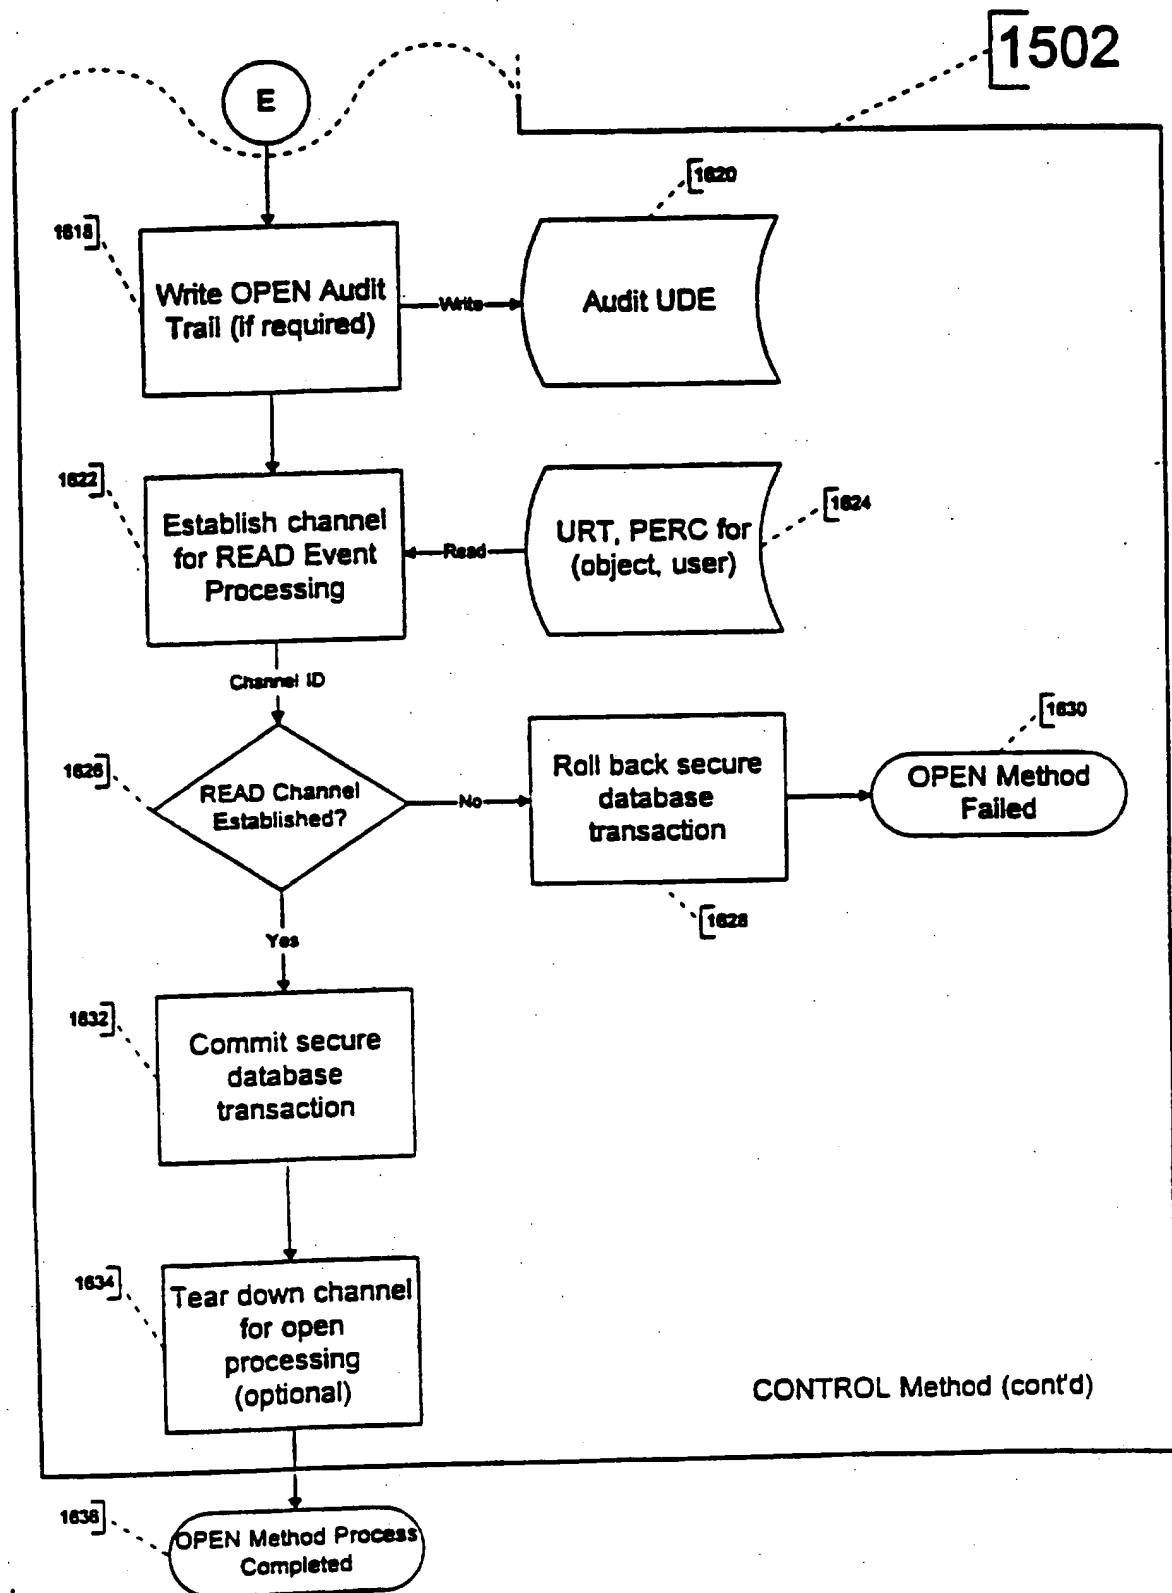 1502
E
1620
1618
Write OPEN Audit
Trail (if required)
Write
Audit UDE
1622
1624
Establish channel
for READ Event
Processing
Read
URT, PERC for
(object, user)
Channel ID
1630
1626
READ Channel
Established?
No
Roll back secure
database
transaction
OPEN Method
Failed
1628
Yes
1632
Commit secure
database
transaction
1634
Tear down channel
for open
processing
(optional)
CONTROL Method (cont'd)
1636
OPEN Method Process
Completed